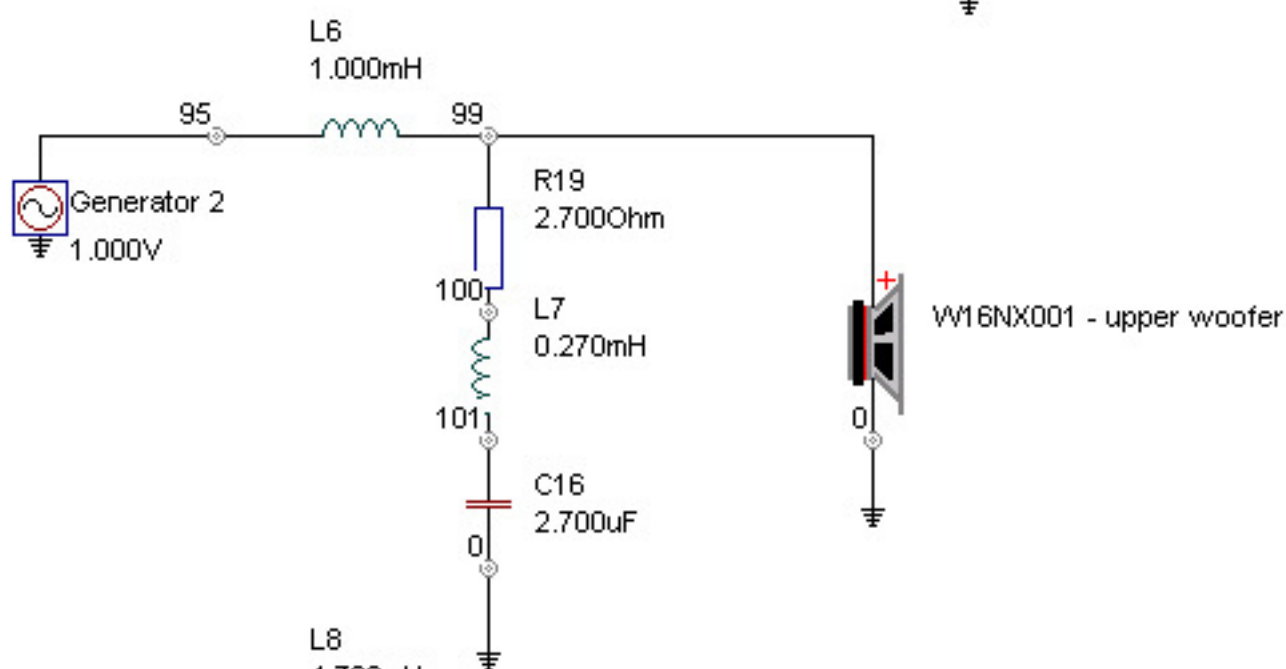 L6
1.000mH
95
99
Generator 2
1.000V
R19
2.700Ohm
100
L7
0.270mH
101
+
W16NX001 - upper woofer
0
C16
2.700uF
0
L8